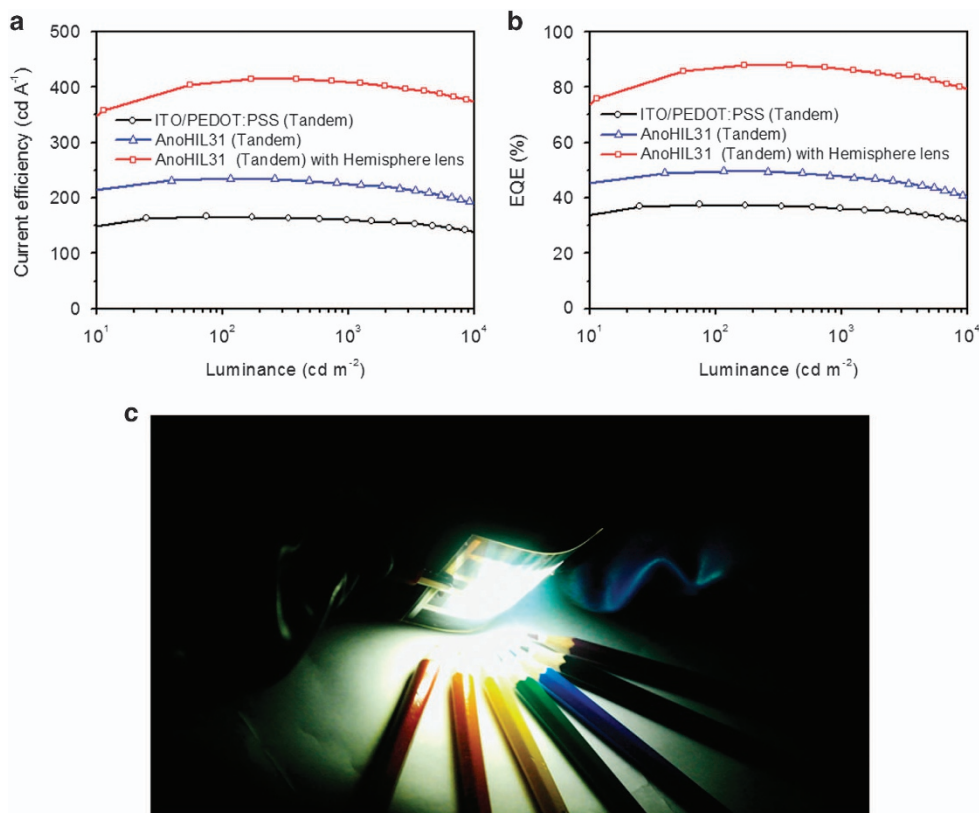 a
500
400
300
200
100
0
Current efficiency (cd A⁻¹)
ITO/PEDOT:PSS (Tandem)
AnoHIL31 (Tandem)
AnoHIL31 (Tandem) with Hemisphere lens
10¹ 10² 10³ 10⁴
Luminance (cd m⁻²)
b
100
80
60
40
20
0
EQE (%)
ITO/PEDOT:PSS (Tandem)
AnoHIL31 (Tandem)
AnoHIL31 (Tandem) with Hemisphere lens
10¹ 10² 10³ 10⁴
Luminance (cd m⁻²)
c